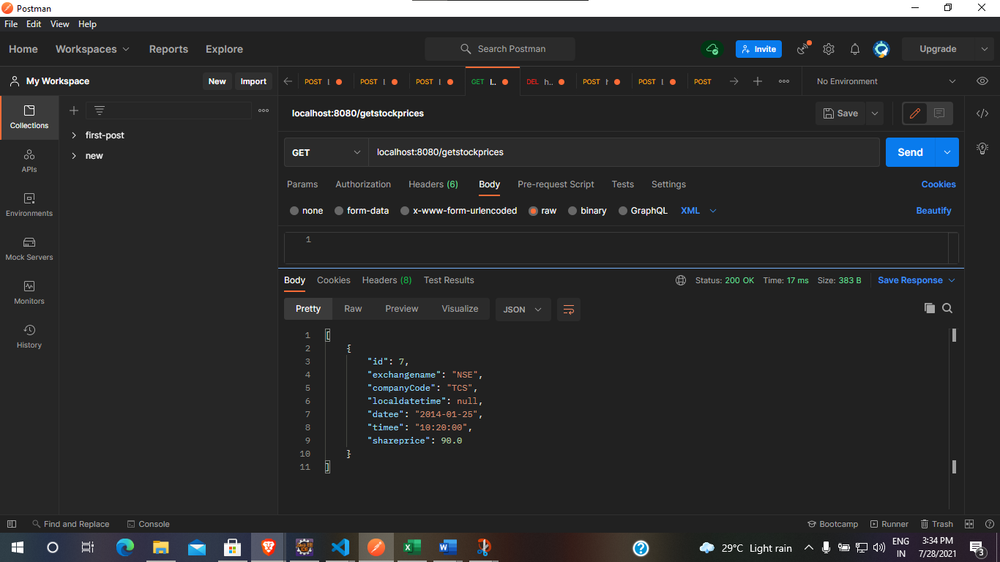 Postman
File Edit View Help
Home Workspaces Reports Explore Search Postman Invite Upgrade
My Workspace New Import
POST l POST l POST l GET l.. DEL h.. POST POST l POST No Environment
Collections
first-post
new
APIs
Environments
Mock Servers
Monitors
History
localhost:8080/getstockprices Save
GET localhost:8080/getstockprices Send
Params Authorization Headers (6) Body Pre-request Script Tests Settings Cookies
none form-data x-www-form-urlencoded raw binary GraphQL XML Beautify
1
Body Cookies Headers (8) Test Results Status: 200 OK Time: 17 ms Size: 383 B Save Response
Pretty Raw Preview Visualize JSON
1 [
2 {
3 "id": 7,
4 "exchangename": "NSE",
5 "companyCode": "TCS",
6 "localdatetime": null,
7 "datee": "2014-01-25",
8 "timee": "10:20:00",
9 "shareprice": 90.0
10 }
11 ]
Find and Replace Console Bootcamp Runner Trash
29°C Light rain ENG 3:34 PM
IN 7/28/2021 3